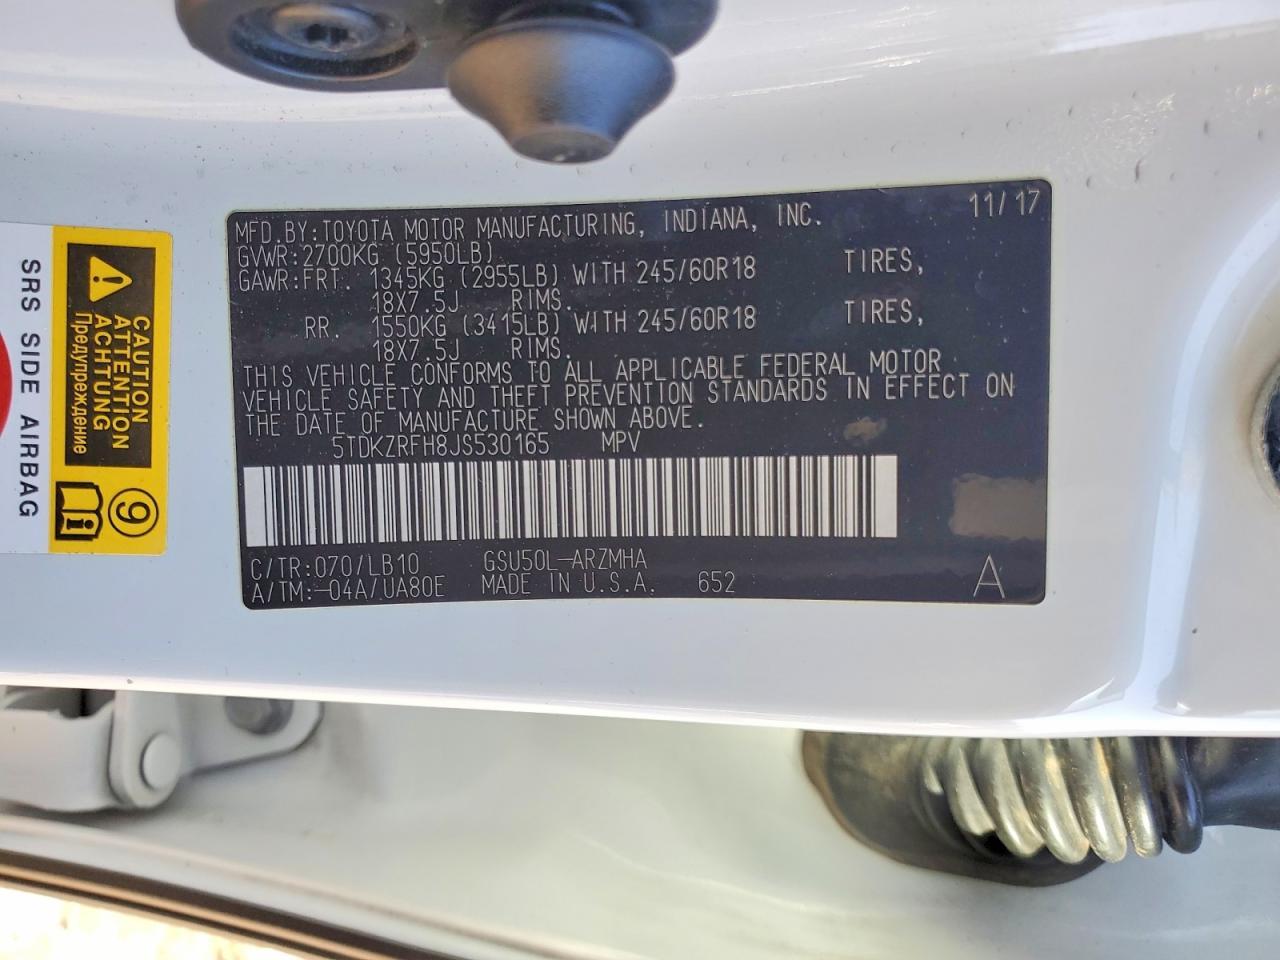 MFD.BY:TOYOTA MOTOR MANUFACTURING, INDIANA, INC. 11/17
GVWR:2700KG (5950LB)
GAWR:FRT. 1345KG (2955LB) WITH 245/60R18 TIRES,
18X7.5J RIMS.
RR. 1550KG (3415LB) WITH 245/60R18 TIRES,
18X7.5J RIMS.
THIS VEHICLE CONFORMS TO ALL APPLICABLE FEDERAL MOTOR
VEHICLE SAFETY AND THEFT PREVENTION STANDARDS IN EFFECT ON
THE DATE OF MANUFACTURE SHOWN ABOVE.
5TDKZRFH8JS530165 MPV
C/TR:070/LB10 GSU50L-ARZMHA
A/TM:-04A/UA80E MADE IN U.S.A. 652 A
CAUTION
ATTENTION
ACHTUNG
Предупреждение
9
i
SRS SIDE AIRBAG